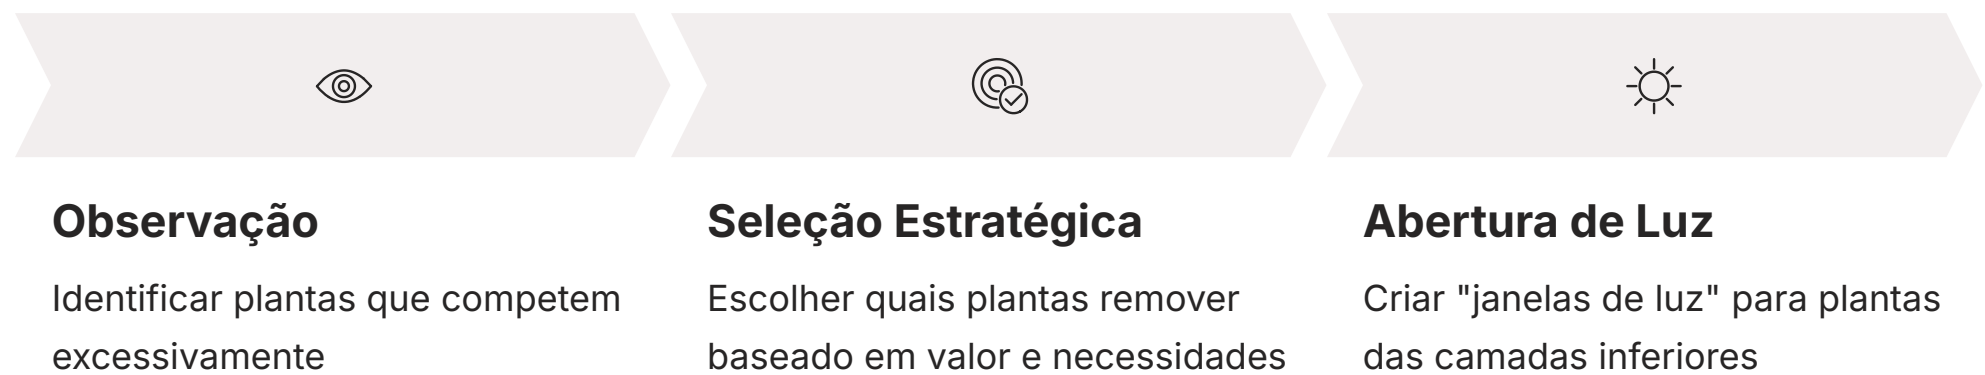 Observação
Identificar plantas que competem
excessivamente
Seleção Estratégica
Escolher quais plantas remover
baseado em valor e necessidades
Abertura de Luz
Criar "janelas de luz" para plantas
das camadas inferiores